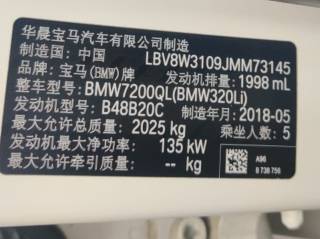 华晨宝马汽车有限公司制造
制造国:中国 LBV8W3109JMM73145
品牌:宝马(BMW)牌 发动机排量:1998 mL
整车型号:BMW7200QL(BMW320Li)
发动机型号:B48B20C 制造年月:2018-05
最大允许总质量:2025 kg 乘坐人数:5
发动机最大净功率:135 kW
最大允许牵引质量:-- kg
A96
8 738 756